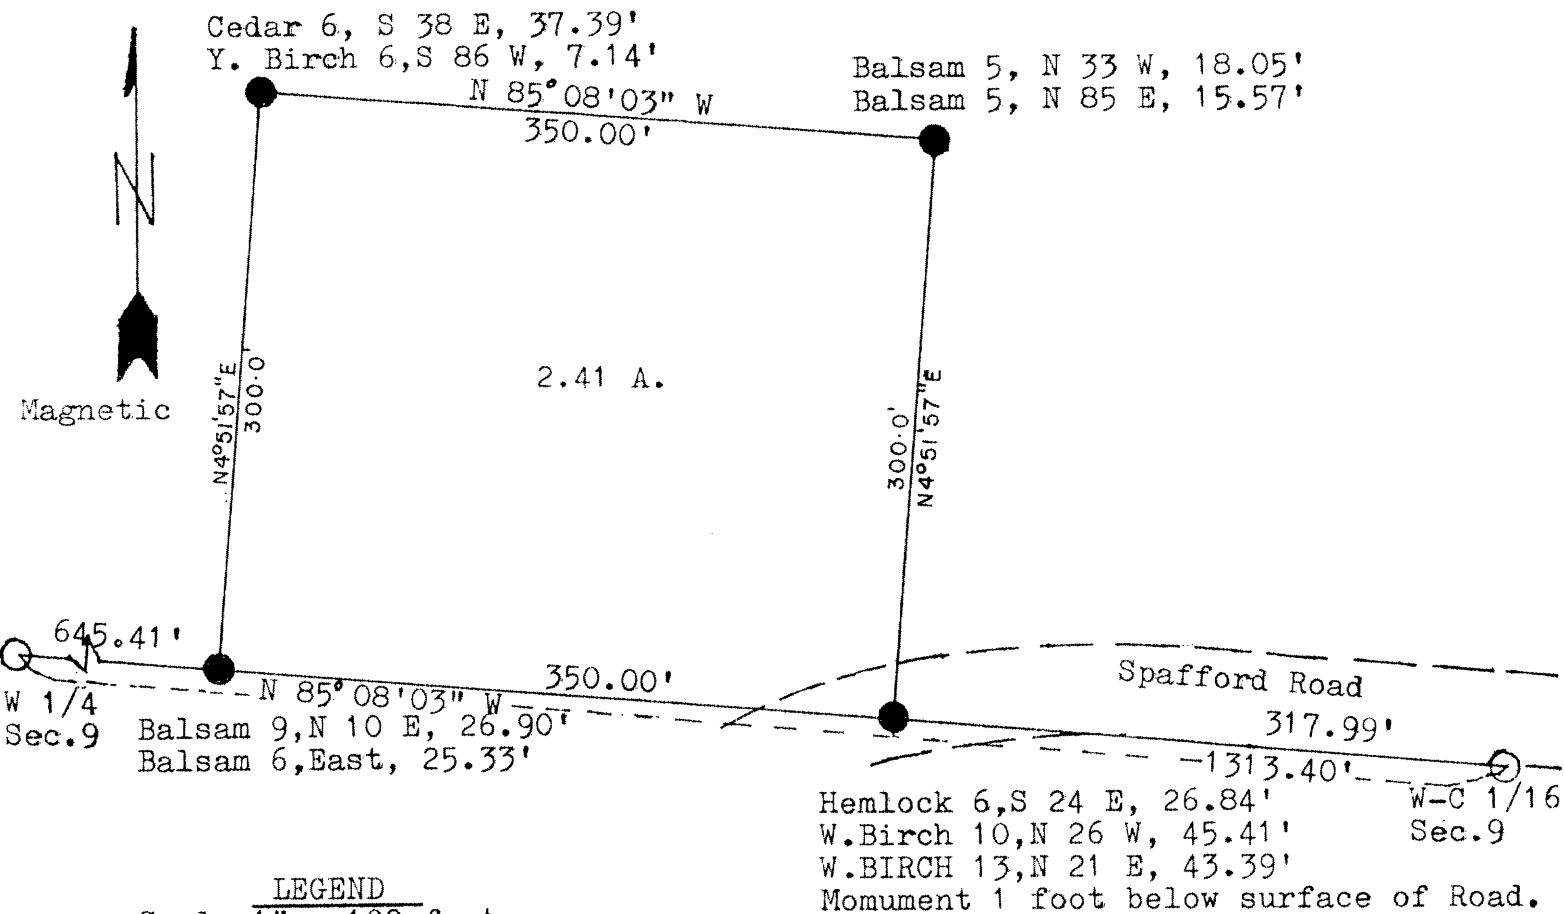 Cedar 6, S 38 E, 37.39'
Y. Birch 6,S 86 W, 7.14'
Balsam 5, N 33 W, 18.05'
Balsam 5, N 85 E, 15.57'
N 85°08'03" W
350.00'
N
Magnetic
N4°51'57"E
300.0'
2.41 A.
300.0'
N4°51'57"E
645.41'
W 1/4
Sec.9
N 85°08'03" W
350.00'
Balsam 9,N 10 E, 26.90'
Balsam 6,East, 25.33'
Spafford Road
317.99'
1313.40'
W-C 1/16
Sec.9
Hemlock 6,S 24 E, 26.84'
W.Birch 10,N 26 W, 45.41'
W.BIRCH 13,N 21 E, 43.39'
Momument 1 foot below surface of Road.
LEGEND